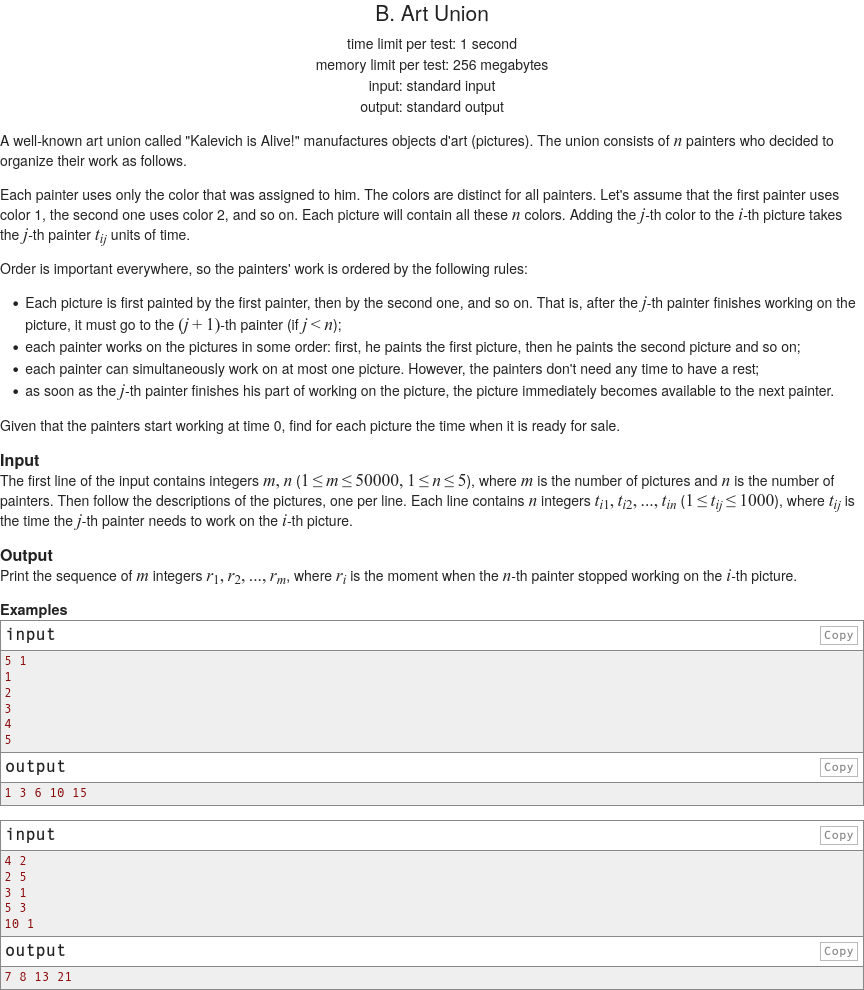 B. Art Union
time limit per test: 1 second
memory limit per test: 256 megabytes
input: standard input
output: standard output
A well-known art union called "Kalevich is Alive!" manufactures objects d'art (pictures). The union consists of n painters who decided to
organize their work as follows.
Each painter uses only the color that was assigned to him. The colors are distinct for all painters. Let's assume that the first painter uses
color 1, the second one uses color 2, and so on. Each picture will contain all these n colors. Adding the j-th color to the i-th picture takes
the j-th painter t_{ij} units of time.
Order is important everywhere, so the painters' work is ordered by the following rules:
• Each picture is first painted by the first painter, then by the second one, and so on. That is, after the j-th painter finishes working on the
picture, it must go to the (j + 1)-th painter (if j < n);
• each painter works on the pictures in some order: first, he paints the first picture, then he paints the second picture and so on;
• each painter can simultaneously work on at most one picture. However, the painters don't need any time to have a rest;
• as soon as the j-th painter finishes his part of working on the picture, the picture immediately becomes available to the next painter.
Given that the painters start working at time 0, find for each picture the time when it is ready for sale.
Input
The first line of the input contains integers m, n (1 ≤ m ≤ 50000, 1 ≤ n ≤ 5), where m is the number of pictures and n is the number of
painters. Then follow the descriptions of the pictures, one per line. Each line contains n integers t_{i1}, t_{i2}, ..., t_{in} (1 ≤ t_{ij} ≤ 1000), where t_{ij} is
the time the j-th painter needs to work on the i-th picture.
Output
Print the sequence of m integers r_1, r_2, ..., r_m, where r_i is the moment when the n-th painter stopped working on the i-th picture.
Examples
input Copy
5 1
1
2
3
4
5
output Copy
1 3 6 10 15
input Copy
4 2
2 5
3 1
5 3
10 1
output Copy
7 8 13 21